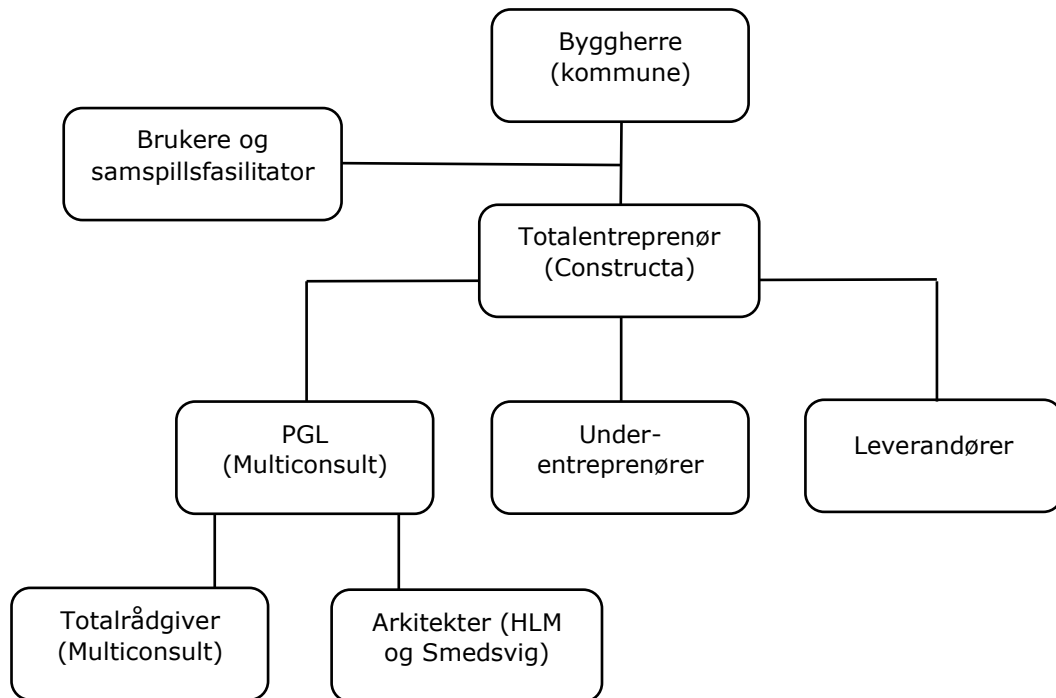 Byggherre
(kommune)
Brukere og
samspillsfasilitator
Totalentreprenør
(Constructa)
PGL
(Multiconsult)
Under-
entreprenører
Leverandører
Totalrådgiver
(Multiconsult)
Arkitekter (HLM
og Smedsvig)